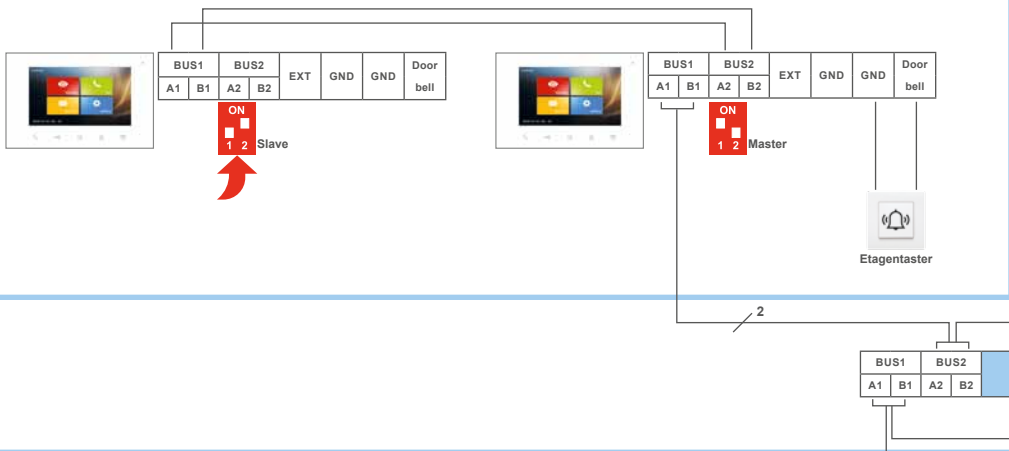 BUS1 BUS2 EXT GND GND Door bell
A1 B1 A2 B2
ON
1 2 Slave
BUS1 BUS2 EXT GND GND Door bell
A1 B1 A2 B2
ON
1 2 Master
Etagentaster
2
BUS1 BUS2
A1 B1 A2 B2